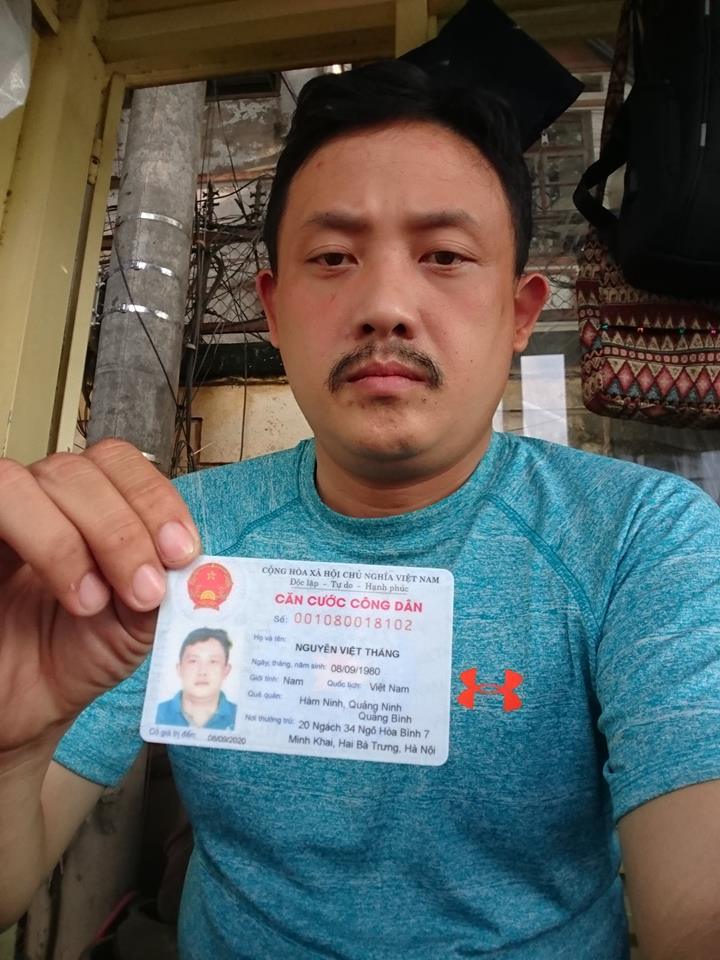 CỘNG HÒA XÃ HỘI CHỦ NGHĨA VIỆT NAM
Độc lập - Tự do - Hạnh phúc
CĂN CƯỚC CÔNG DÂN
Số: 001080018102
Họ và tên:
NGUYỄN VIỆT THẮNG
Ngày, tháng, năm sinh: 08/09/1980
Giới tính: Nam Quốc tịch: Việt Nam
Quê quán:
Hàm Ninh, Quảng Ninh
Quảng Bình
Nơi thường trú: 20 Ngách 34 Ngõ Hòa Bình 7
Minh Khai, Hai Bà Trưng, Hà Nội
Có giá trị đến: 08/09/2020